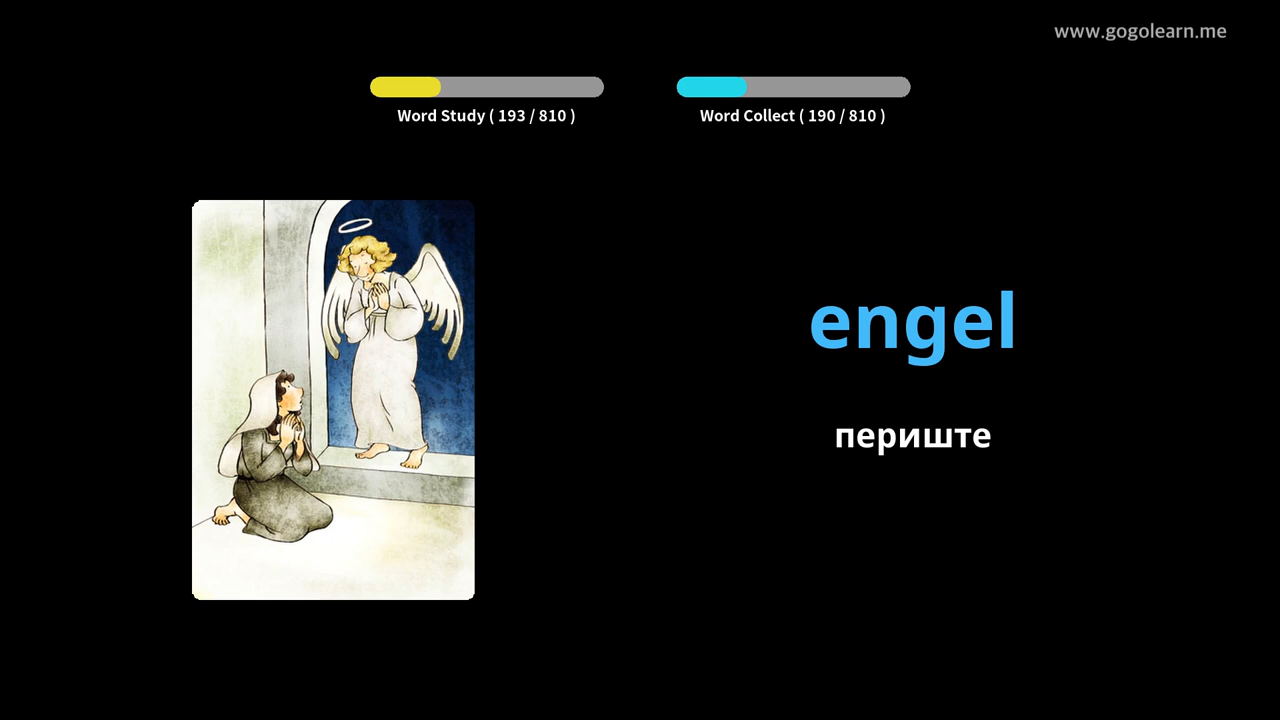 www.gogolearn.me
Word Study ( 193 / 810 )
Word Collect ( 190 / 810 )
engel
периште